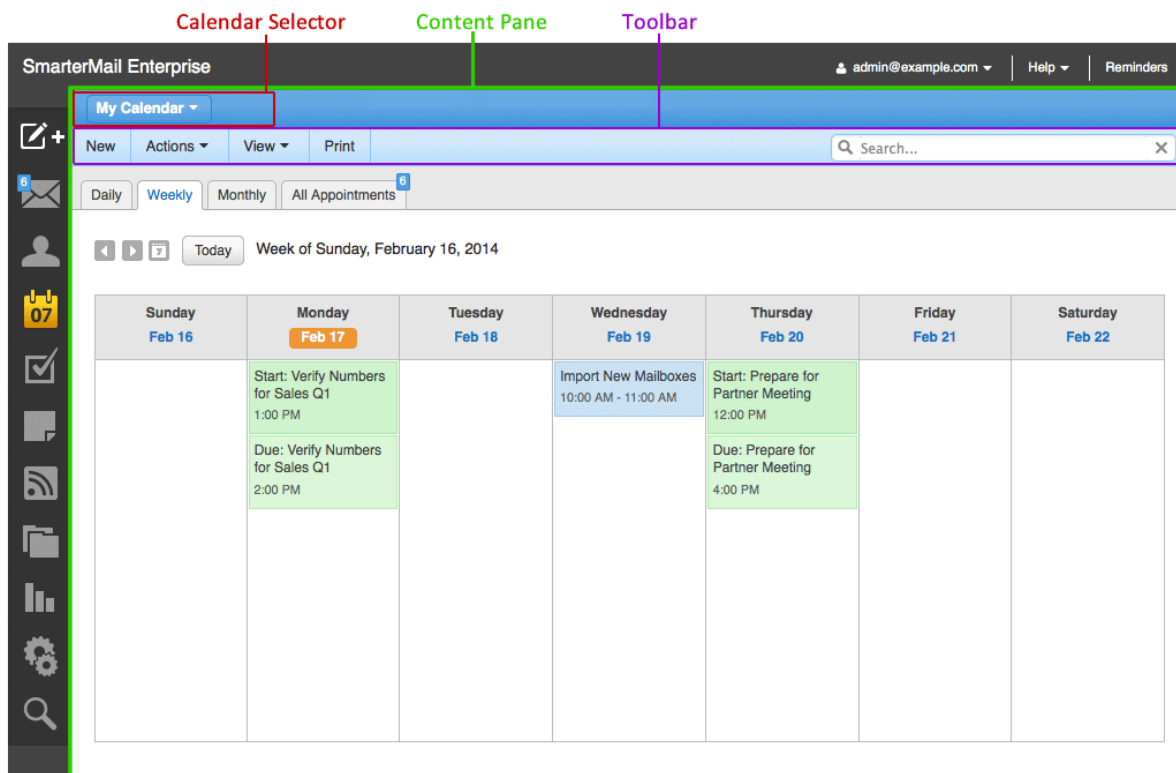 Calendar Selector Content Pane Toolbar
SmarterMail Enterprise admin@example.com Help Reminders
My Calendar
New Actions View Print Search...
6
6
Daily Weekly Monthly All Appointments
7 Today Week of Sunday, February 16, 2014
07
Sunday Monday Tuesday Wednesday Thursday Friday Saturday
Feb 16 Feb 17 Feb 18 Feb 19 Feb 20 Feb 21 Feb 22
Start: Verify Numbers
for Sales Q1
1:00 PM
Due: Verify Numbers
for Sales Q1
2:00 PM
Import New Mailboxes
10:00 AM - 11:00 AM
Start: Prepare for
Partner Meeting
12:00 PM
Due: Prepare for
Partner Meeting
4:00 PM